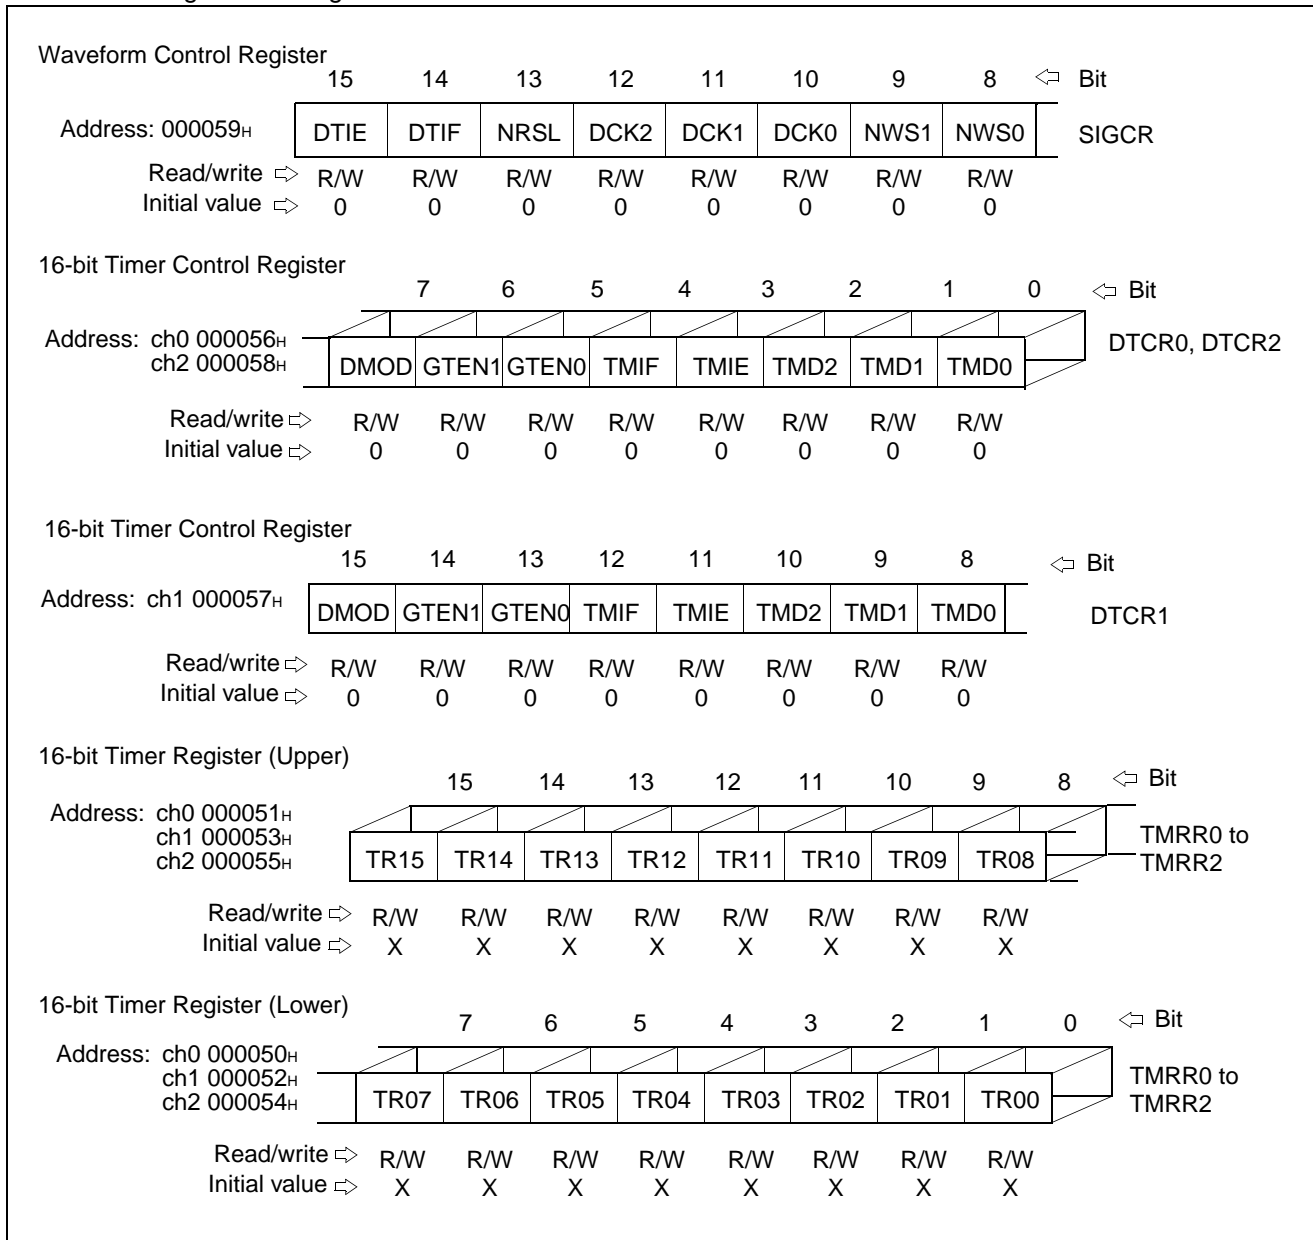 Waveform Control Register
15 14 13 12 11 10 9 8 ⇦ Bit
Address: 000059H DTIE DTIF NRSL DCK2 DCK1 DCK0 NWS1 NWS0 SIGCR
Read/write ⇨ R/W R/W R/W R/W R/W R/W R/W R/W
Initial value ⇨ 0 0 0 0 0 0 0 0
16-bit Timer Control Register
7 6 5 4 3 2 1 0 ⇦ Bit
Address: ch0 000056H DTCR0, DTCR2
ch2 000058H DMOD GTEN1 GTEN0 TMIF TMIE TMD2 TMD1 TMD0
Read/write ⇨ R/W R/W R/W R/W R/W R/W R/W R/W
Initial value ⇨ 0 0 0 0 0 0 0 0
16-bit Timer Control Register
15 14 13 12 11 10 9 8 ⇦ Bit
Address: ch1 000057H DMOD GTEN1 GTEN0 TMIF TMIE TMD2 TMD1 TMD0 DTCR1
Read/write ⇨ R/W R/W R/W R/W R/W R/W R/W R/W
Initial value ⇨ 0 0 0 0 0 0 0 0
16-bit Timer Register (Upper)
15 14 13 12 11 10 9 8 ⇦ Bit
Address: ch0 000051H
ch1 000053H TMRR0 to
ch2 000055H TR15 TR14 TR13 TR12 TR11 TR10 TR09 TR08 TMRR2
Read/write ⇨ R/W R/W R/W R/W R/W R/W R/W R/W
Initial value ⇨ X X X X X X X X
16-bit Timer Register (Lower)
7 6 5 4 3 2 1 0 ⇦ Bit
Address: ch0 000050H
ch1 000052H TMRR0 to
ch2 000054H TR07 TR06 TR05 TR04 TR03 TR02 TR01 TR00 TMRR2
Read/write ⇨ R/W R/W R/W R/W R/W R/W R/W R/W
Initial value ⇨ X X X X X X X X